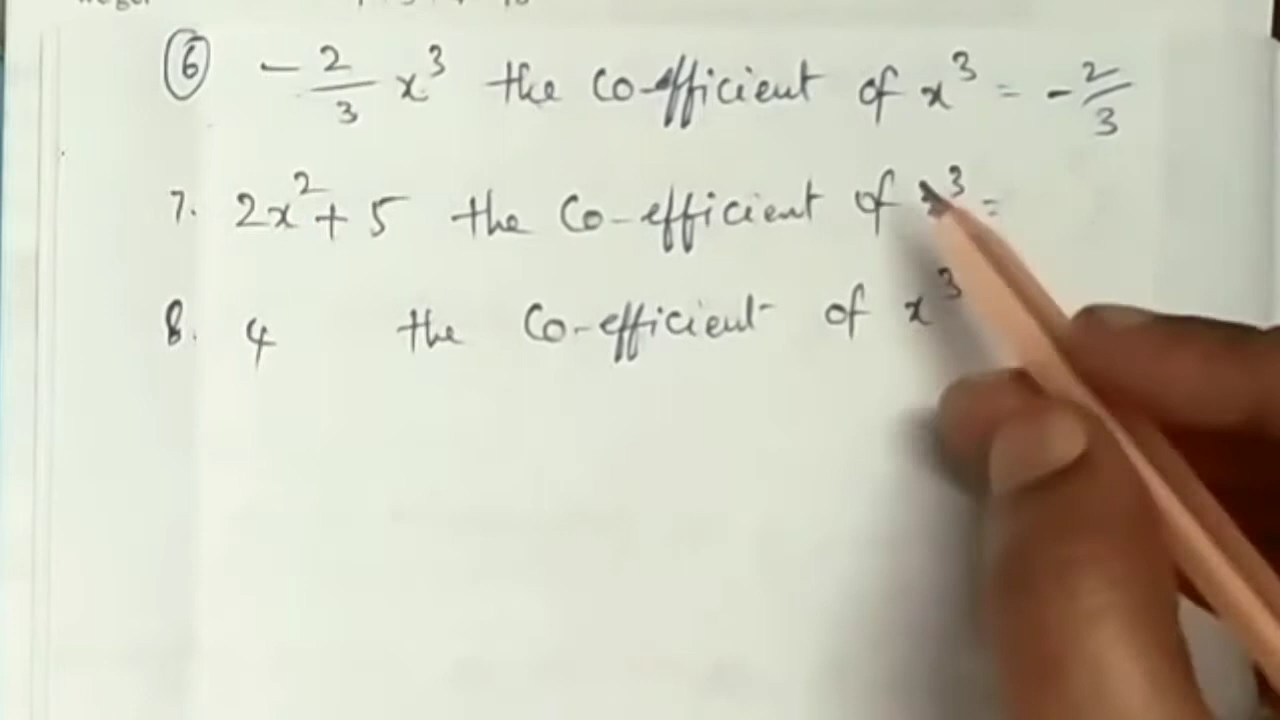 ⑥ -2/3 x³ the Co-efficient of x³ = -2/3
7. 2x² + 5 the Co-efficient of x³ =
8. 4 the Co-efficient of x³